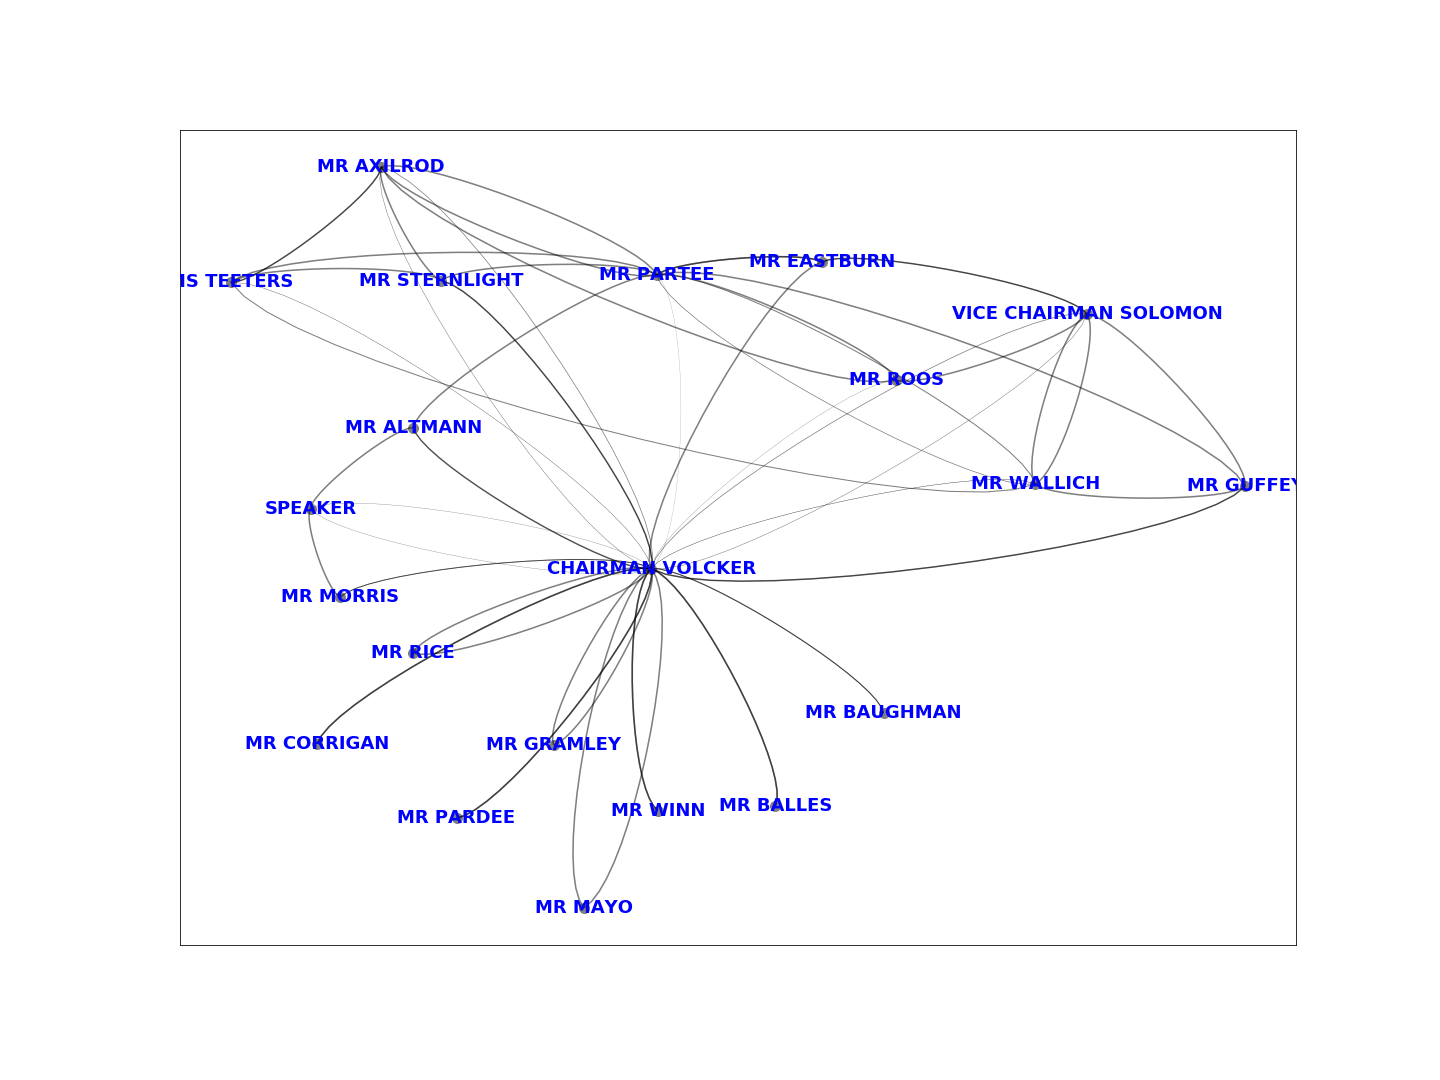 MR AXILROD
MR EASTBURN
MR PARTEE
IS TEETERS
MR STERNLIGHT
VICE CHAIRMAN SOLOMON
MR ROOS
MR ALTMANN
MR WALLICH
MR GUFFEY
SPEAKER
CHAIRMAN VOLCKER
MR MORRIS
MR RICE
MR BAUGHMAN
MR CORRIGAN
MR GRAMLEY
MR BALLES
MR WINN
MR PARDEE
MR MAYO